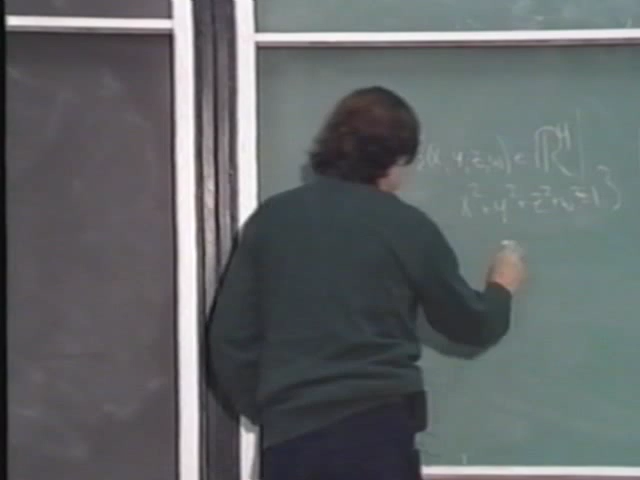 {(x, y, z, w) ∈ ℝ⁴ |
x² + y² + z² + w² = 1}